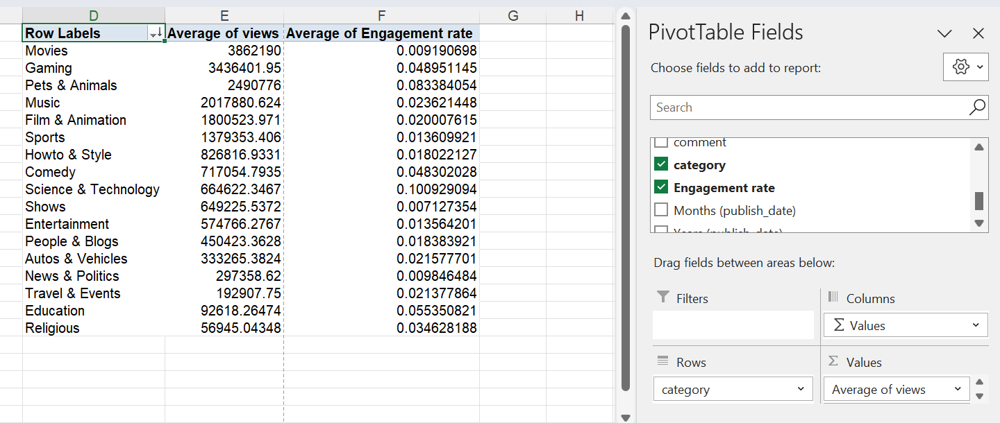 D E F G H
Row Labels Average of views Average of Engagement rate
Movies 3862190 0.009190698
Gaming 3436401.95 0.048951145
Pets & Animals 2490776 0.083384054
Music 2017880.624 0.023621448
Film & Animation 1800523.971 0.020007615
Sports 1379353.406 0.013609921
Howto & Style 826816.9331 0.018022127
Comedy 717054.7935 0.048302028
Science & Technology 664622.3467 0.100929094
Shows 649225.5372 0.007127354
Entertainment 574766.2767 0.013564201
People & Blogs 450423.3628 0.018383921
Autos & Vehicles 333265.3824 0.021577701
News & Politics 297358.62 0.009846484
Travel & Events 192907.75 0.021377864
Education 92618.26474 0.055350821
Religious 56945.04348 0.034628188
PivotTable Fields
Choose fields to add to report:
Search
comment
category
Engagement rate
Months (publish_date)
Years (publish_date)
Drag fields between areas below:
Filters
Columns
Σ Values
Rows
Σ Values
category
Average of views